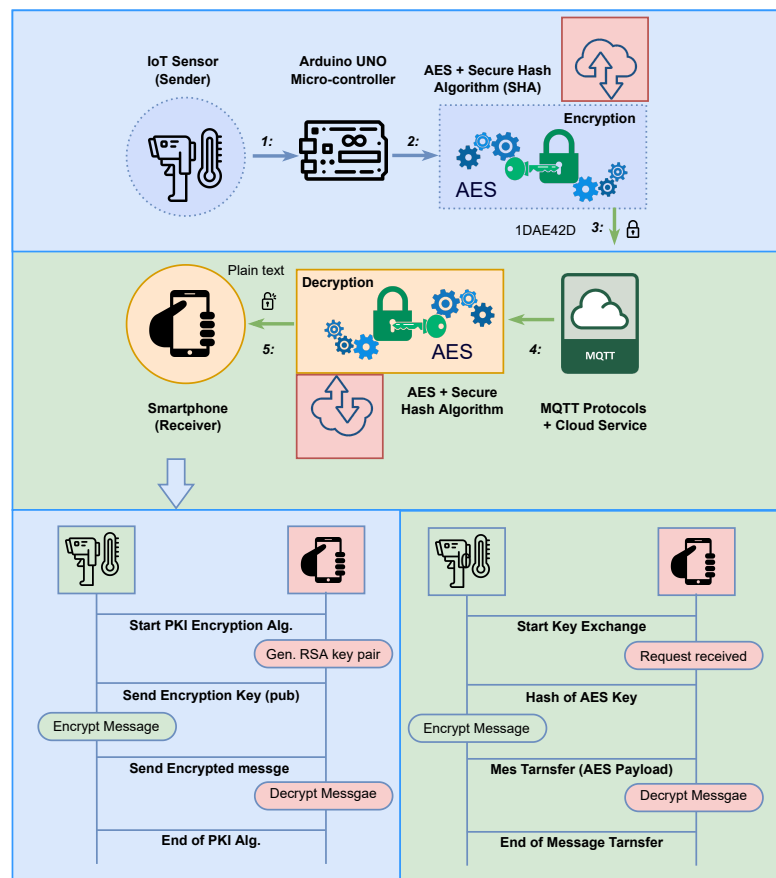 IoT Sensor
(Sender)
Arduino UNO
Micro-controller
AES + Secure Hash
Algorithm (SHA)
Encryption
1:
2:
AES
1DAE42D
3:
Plain text
Decryption
AES
5:
4:
MQTT
Smartphone
(Receiver)
AES + Secure
Hash Algorithm
MQTT Protocols
+ Cloud Service
Start PKI Encryption Alg.
Gen. RSA key pair
Send Encryption Key (pub)
Encrypt Message
Send Encrypted messge
Decrypt Messgae
End of PKI Alg.
Start Key Exchange
Request received
Hash of AES Key
Encrypt Message
Mes Tarnsfer (AES Payload)
Decrypt Messgae
End of Message Tarnsfer